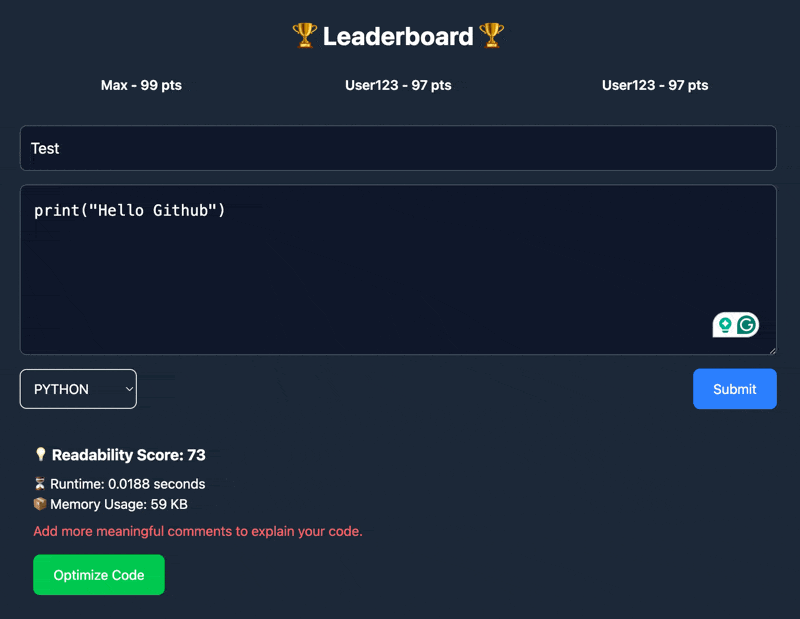 🏆 Leaderboard 🏆
Max - 99 pts User123 - 97 pts User123 - 97 pts
Test
print("Hello Github")
PYTHON Submit
💡 Readability Score: 73
⏳ Runtime: 0.0188 seconds
📦 Memory Usage: 59 KB
Add more meaningful comments to explain your code.
Optimize Code